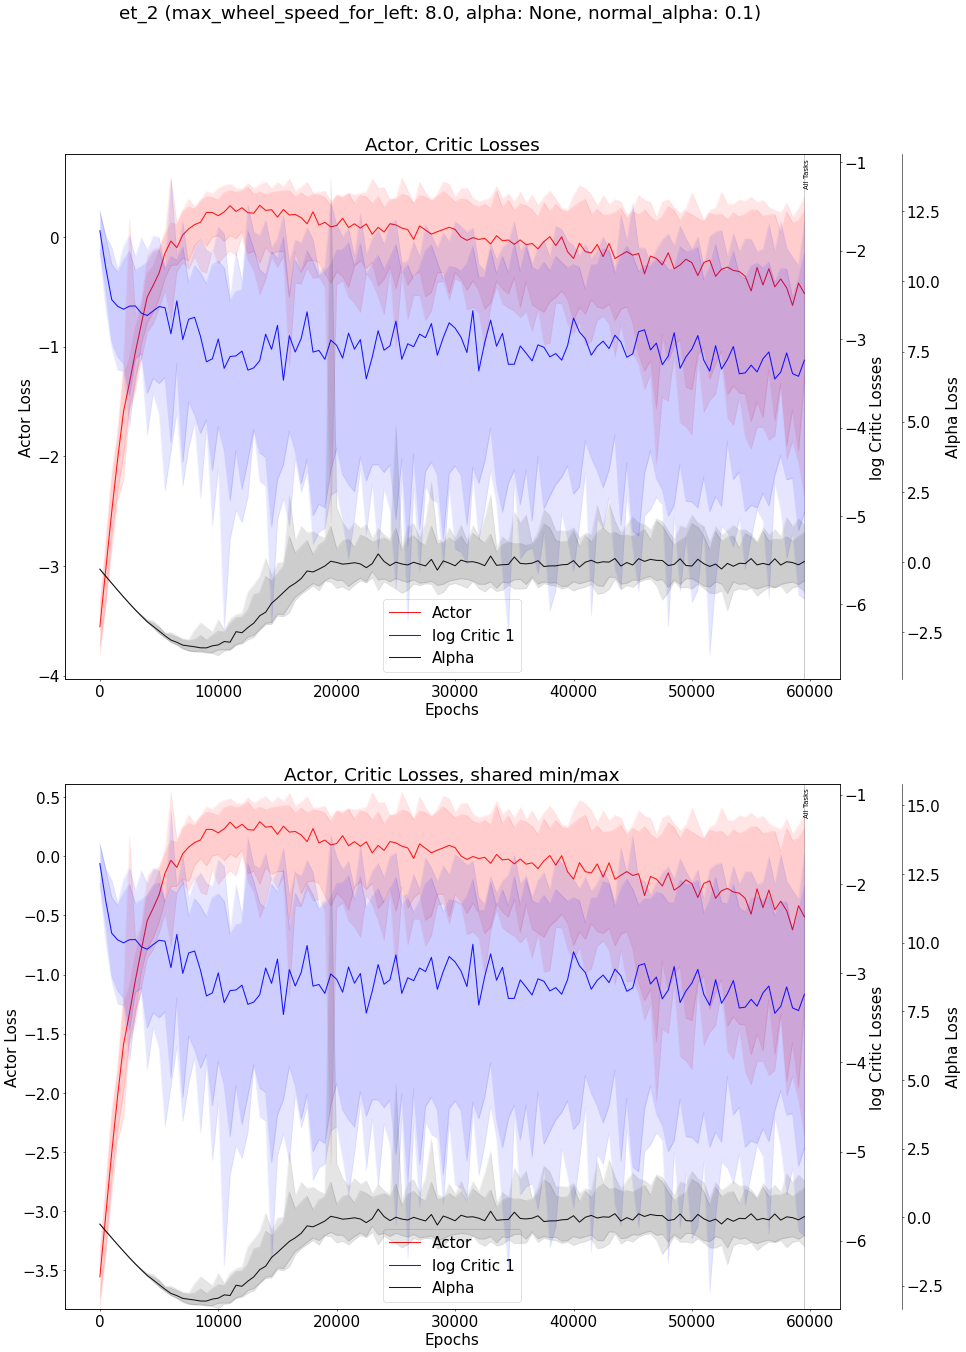 et_2 (max_wheel_speed_for_left: 8.0, alpha: None, normal_alpha: 0.1)
Actor, Critic Losses
All Tasks
0
−1
−2
−3
−4
Actor Loss
−1
−2
−3
−4
−5
−6
log Critic Losses
12.5
10.0
7.5
5.0
2.5
0.0
−2.5
Alpha Loss
Actor
log Critic 1
Alpha
0 10000 20000 30000 40000 50000 60000
Epochs
Actor, Critic Losses, shared min/max
All Tasks
0.5
0.0
−0.5
−1.0
−1.5
−2.0
−2.5
−3.0
−3.5
Actor Loss
−1
−2
−3
−4
−5
−6
log Critic Losses
15.0
12.5
10.0
7.5
5.0
2.5
0.0
−2.5
Alpha Loss
Actor
log Critic 1
Alpha
0 10000 20000 30000 40000 50000 60000
Epochs